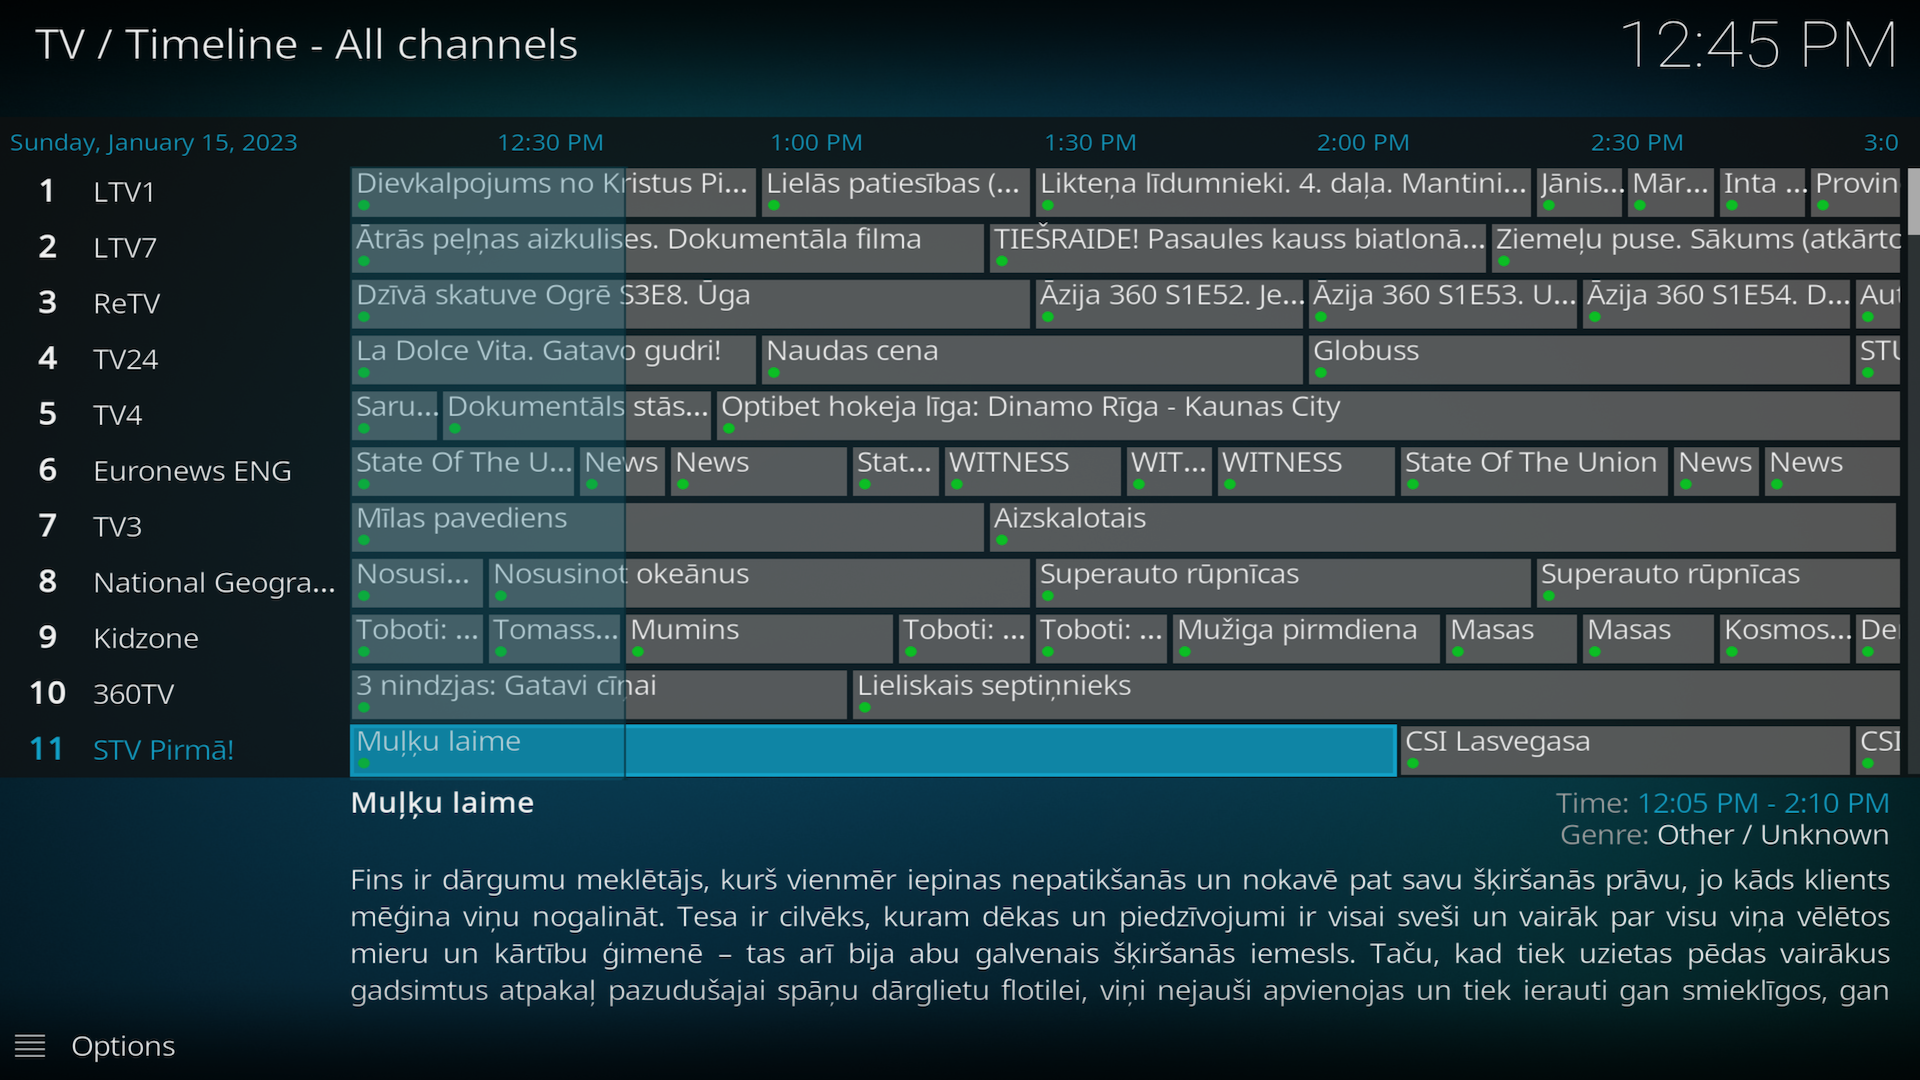 TV / Timeline - All channels
12:45 PM
Sunday, January 15, 2023 12:30 PM 1:00 PM 1:30 PM 2:00 PM 2:30 PM 3:0
1 LTV1 Dievkalpojums no Kristus Pi... Lielās patiesības (... Likteņa līdumnieki. 4. daļa. Mantini... Jānis... Mār... Inta ... Provin
2 LTV7 Ātrās peļņas aizkulises. Dokumentāla filma TIEŠRAIDE! Pasaules kauss biatlonā... Ziemeļu puse. Sākums (atkārto
3 ReTV Dzīvā skatuve Ogrē S3E8. Ūga Āzija 360 S1E52. Je... Āzija 360 S1E53. U... Āzija 360 S1E54. D... Aut
4 TV24 La Dolce Vita. Gatavo gudri! Naudas cena Globuss STU
5 TV4 Saru... Dokumentāls stās... Optibet hokeja līga: Dinamo Rīga - Kaunas City
6 Euronews ENG State Of The U... News News Stat... WITNESS WIT... WITNESS State Of The Union News News
7 TV3 Mīlas pavediens Aizskalotais
8 National Geogra... Nosusi... Nosusinot okeānus Superauto rūpnīcas Superauto rūpnīcas
9 Kidzone Toboti: ... Tomass... Mumins Toboti: ... Toboti: ... Mužiga pirmdiena Masas Masas Kosmos... De
10 360TV 3 nindzjas: Gatavi cīņai Lieliskais septiņnieks
11 STV Pirmā! Muļķu laime CSI Lasvegasa CSI
Muļķu laime
Time: 12:05 PM - 2:10 PM
Genre: Other / Unknown
Fins ir dārgumu meklētājs, kurš vienmēr iepinas nepatikšanās un nokavē pat savu šķiršanās prāvu, jo kāds klients
mēģina viņu nogalināt. Tesa ir cilvēks, kuram dēkas un piedzīvojumi ir visai sveši un vairāk par visu viņa vēlētos
mieru un kārtību ģimenē – tas arī bija abu galvenais šķiršanās iemesls. Taču, kad tiek uzietas pēdas vairākus
gadsimtus atpakaļ pazudušajai spāņu dārglietu flotilei, viņi nejauši apvienojas un tiek ierauti gan smieklīgos, gan
Options